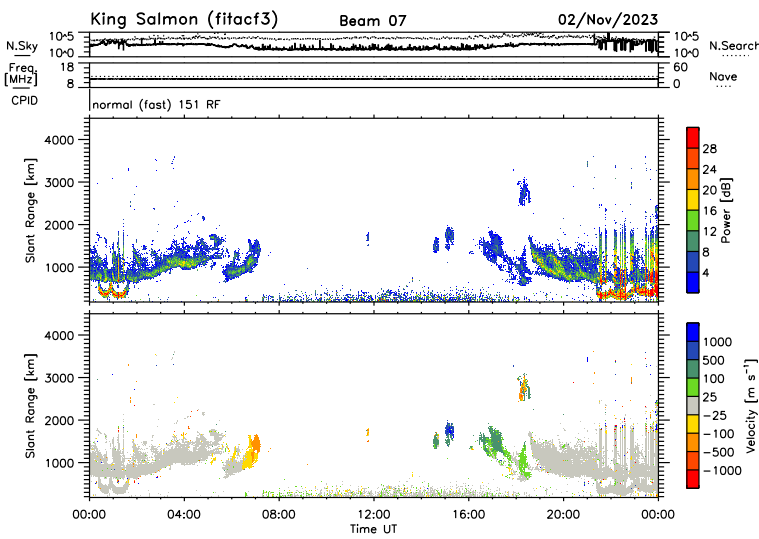 King Salmon (fitacf3) Beam 07 02/Nov/2023
N.Sky 10^5 10^0 10^5 10^0 N.Search
Freq. [MHz] 18 8 60 0 Nave
CPID normal (fast) 151 RF
Slant Range [km]
4000
3000
2000
1000
Power [dB]
28
24
20
16
12
8
4
Slant Range [km]
4000
3000
2000
1000
Velocity [m s⁻¹]
1000
500
100
25
-25
-100
-500
-1000
00:00 04:00 08:00 12:00 16:00 20:00 00:00
Time UT